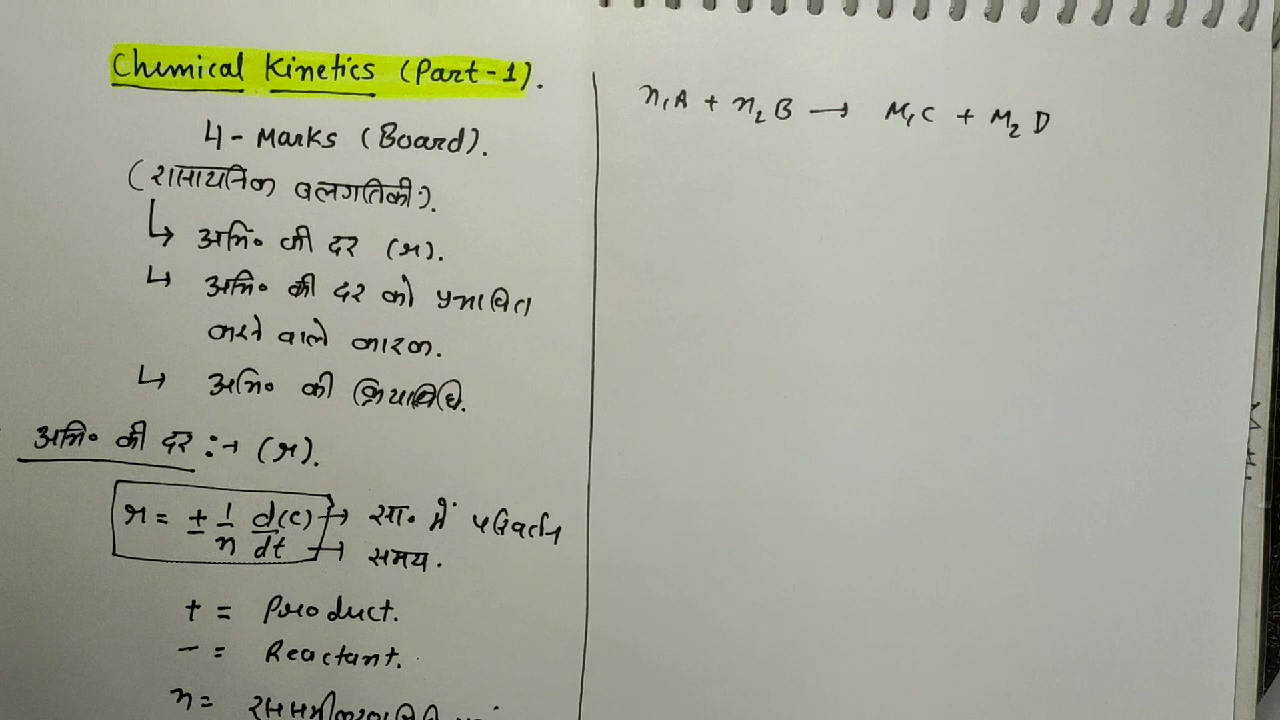 Chemical Kinetics (Part-1).
4-Marks (Board).
(रासायनिक बलगतिकी).
↳ अभि० की दर (r).
↳ अभि० की दर को प्रभावित
करने वाले कारक.
↳ अभि० की क्रियाविधि.
अभि० की दर :→ (r).
r = ± 1/n d(c)/dt → सा० में परिवर्तन
→ समय.
+ = Product.
- = Reactant.
n =
n₁A + n₂B → M₁C + M₂D